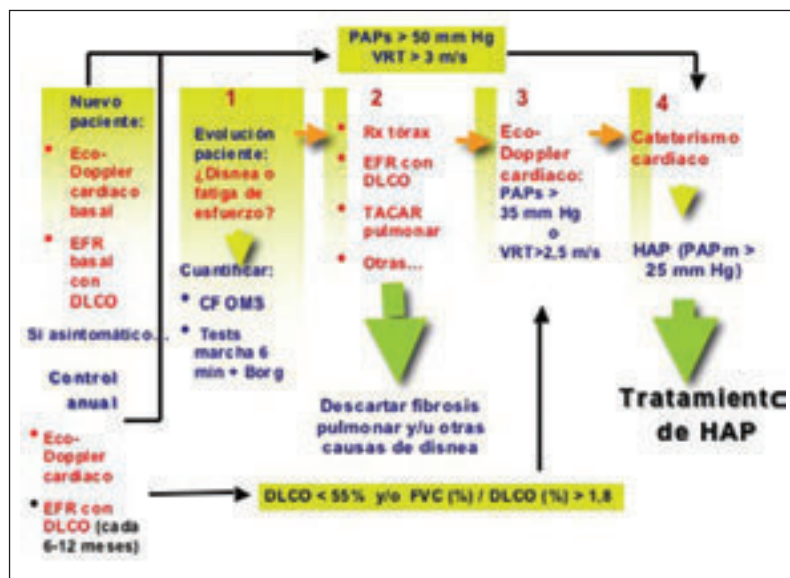 PAPs > 50 mm Hg
VRT > 3 m/s
Nuevo
paciente:
• Eco-
Doppler
cardiaco
basal
• EFR
basal
con
DLCO
Si asintomático...
Control
anual
• Eco-
Doppler
cardiaco
• EFR con
DLCO (cada
6-12 meses)
1
Evolución
paciente:
¿Disnea o
fatiga de
esfuerzo?
Cuantificar:
• CF OMS
• Tests
marcha 6
min + Borg
2
• Rx tórax
• EFR con
DLCO
• TACAR
pulmonar
• Otras...
Descartar fibrosis
pulmonar y/u otras
causas de disnea
3
Eco-
Doppler
cardiaco:
PAPs >
35 mm Hg
o
VRT>2,5 m/s
4
Cateterismo
cardiaco
HAP (PAPm >
25 mm Hg)
Tratamiento
de HAP
DLCO < 55% y/o FVC (%) / DLCO (%) > 1,8